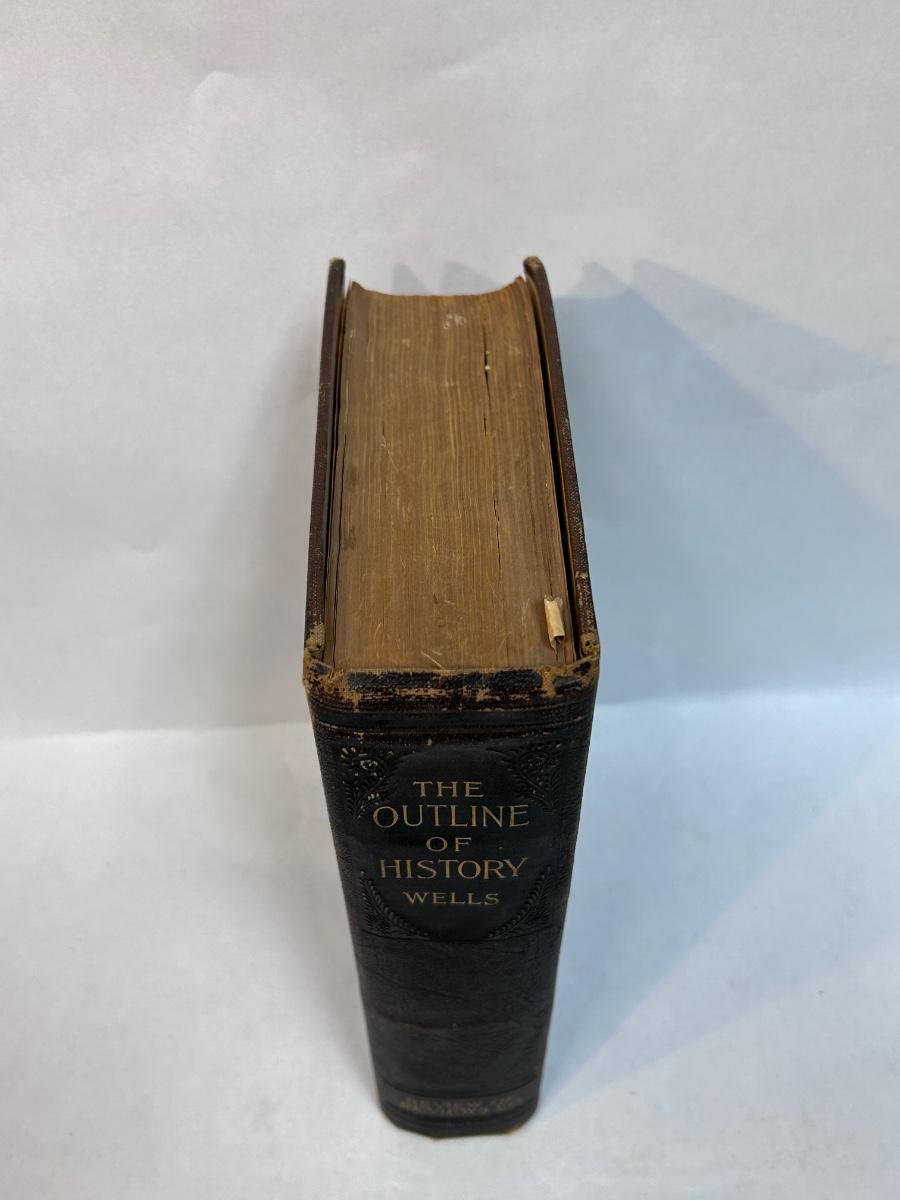 THE
OUTLINE
OF
HISTORY
WELLS